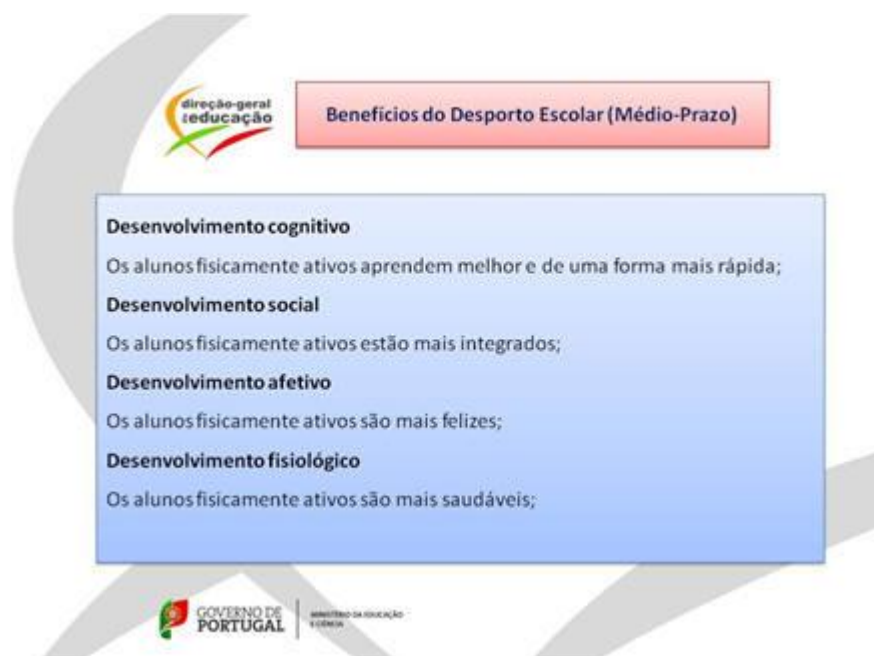 direção-geral
da educação
Benefícios do Desporto Escolar (Médio-Prazo)
Desenvolvimento cognitivo
Os alunos fisicamente ativos aprendem melhor e de uma forma mais rápida;
Desenvolvimento social
Os alunos fisicamente ativos estão mais integrados;
Desenvolvimento afetivo
Os alunos fisicamente ativos são mais felizes;
Desenvolvimento fisiológico
Os alunos fisicamente ativos são mais saudáveis;
GOVERNO DE
PORTUGAL
MINISTÉRIO DA EDUCAÇÃO
E CIÊNCIA